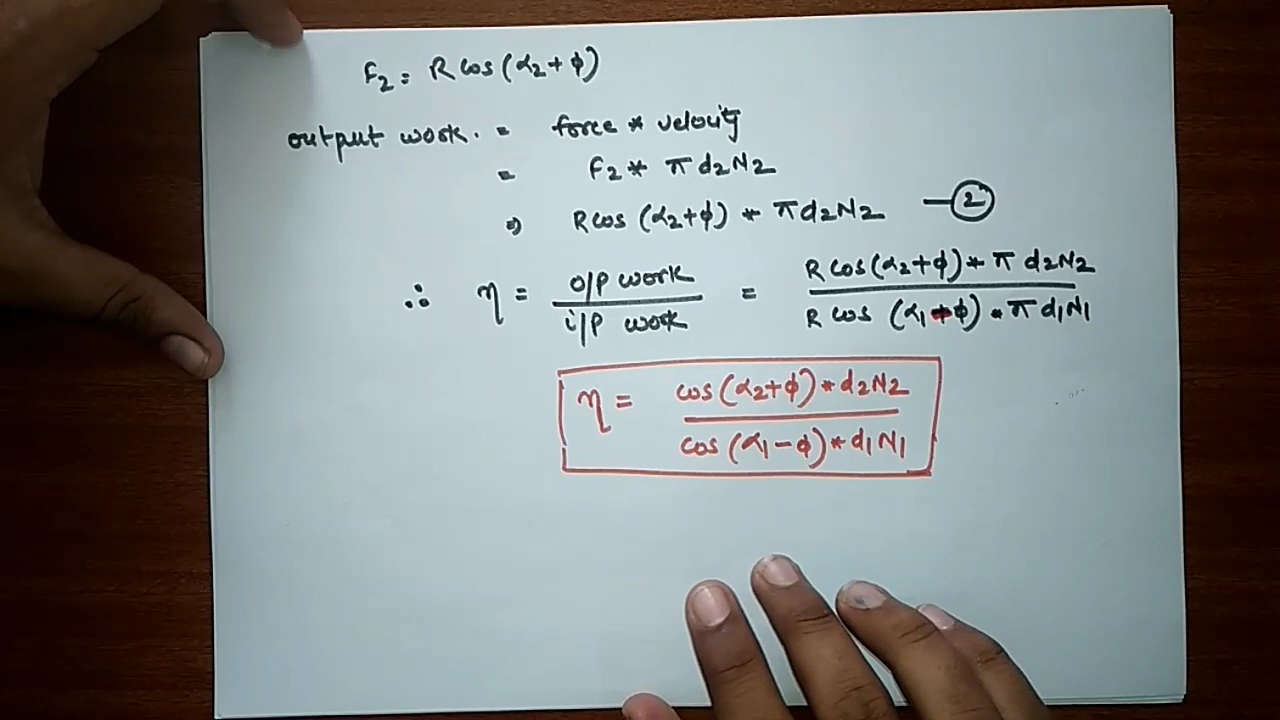 F₂ = R cos (α₂ + ϕ)
output work. = force * velocity
= F₂ * π d₂N₂
⇒ R cos (α₂+ϕ) * π d₂N₂ —②
∴ η = O/P work / i/P work = R cos (α₂+ϕ) * π d₂N₂ / R cos (α₁-ϕ) * π d₁N₁
η = cos (α₂+ϕ) * d₂N₂ / cos (α₁-ϕ) * d₁N₁